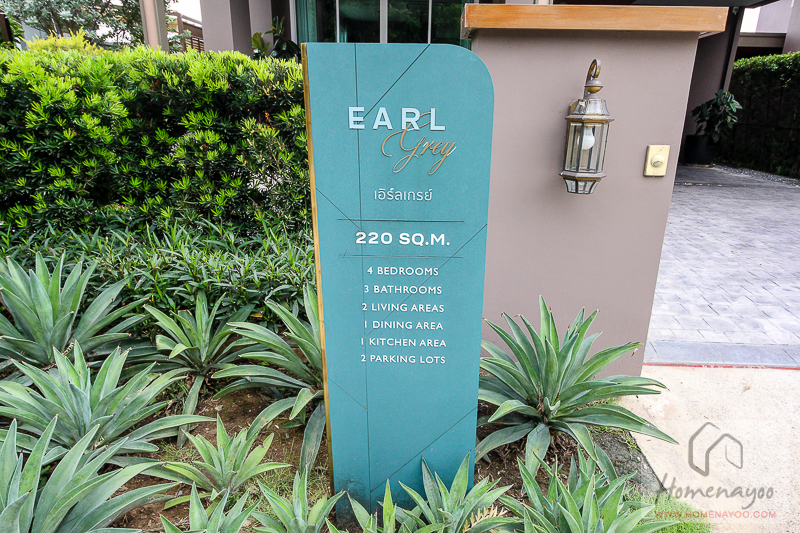 EARL
Grey
เอิร์ลเกรย์
220 SQ.M.
4 BEDROOMS
3 BATHROOMS
2 LIVING AREAS
1 DINING AREA
1 KITCHEN AREA
2 PARKING LOTS
Homenayoo
WWW.HOMENAYOO.COM